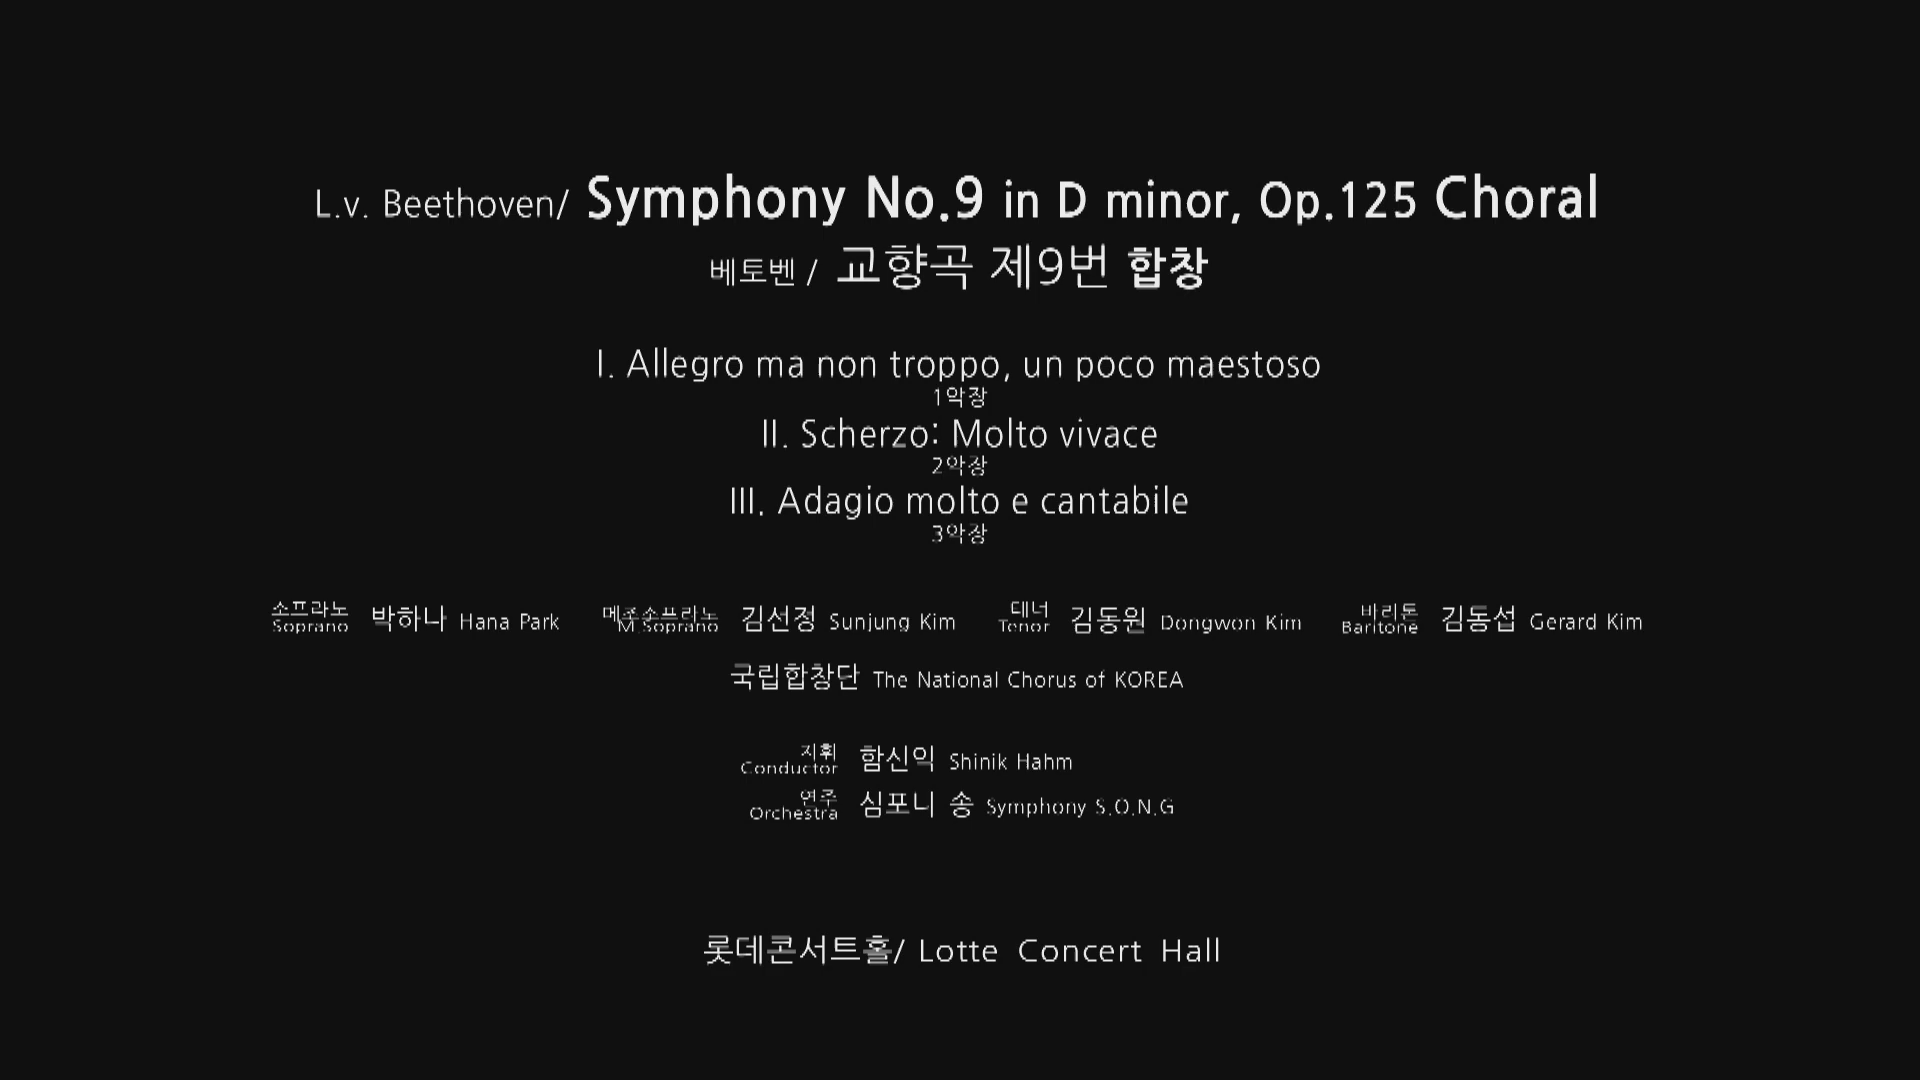 L.v. Beethoven/ Symphony No.9 in D minor, Op.125 Choral
베토벤 / 교향곡 제9번 합창
I. Allegro ma non troppo, un poco maestoso
1악장
II. Scherzo: Molto vivace
2악장
III. Adagio molto e cantabile
3악장
소프라노 Soprano 박하나 Hana Park 메조소프라노 M.Soprano 김선정 Sunjung Kim 테너 Tenor 김동원 Dongwon Kim 바리톤 Baritone 김동섭 Gerard Kim
국립합창단 The National Chorus of KOREA
지휘 Conductor 함신익 Shinik Hahm
연주 Orchestra 심포니 송 Symphony S.O.N.G
롯데콘서트홀/ Lotte Concert Hall